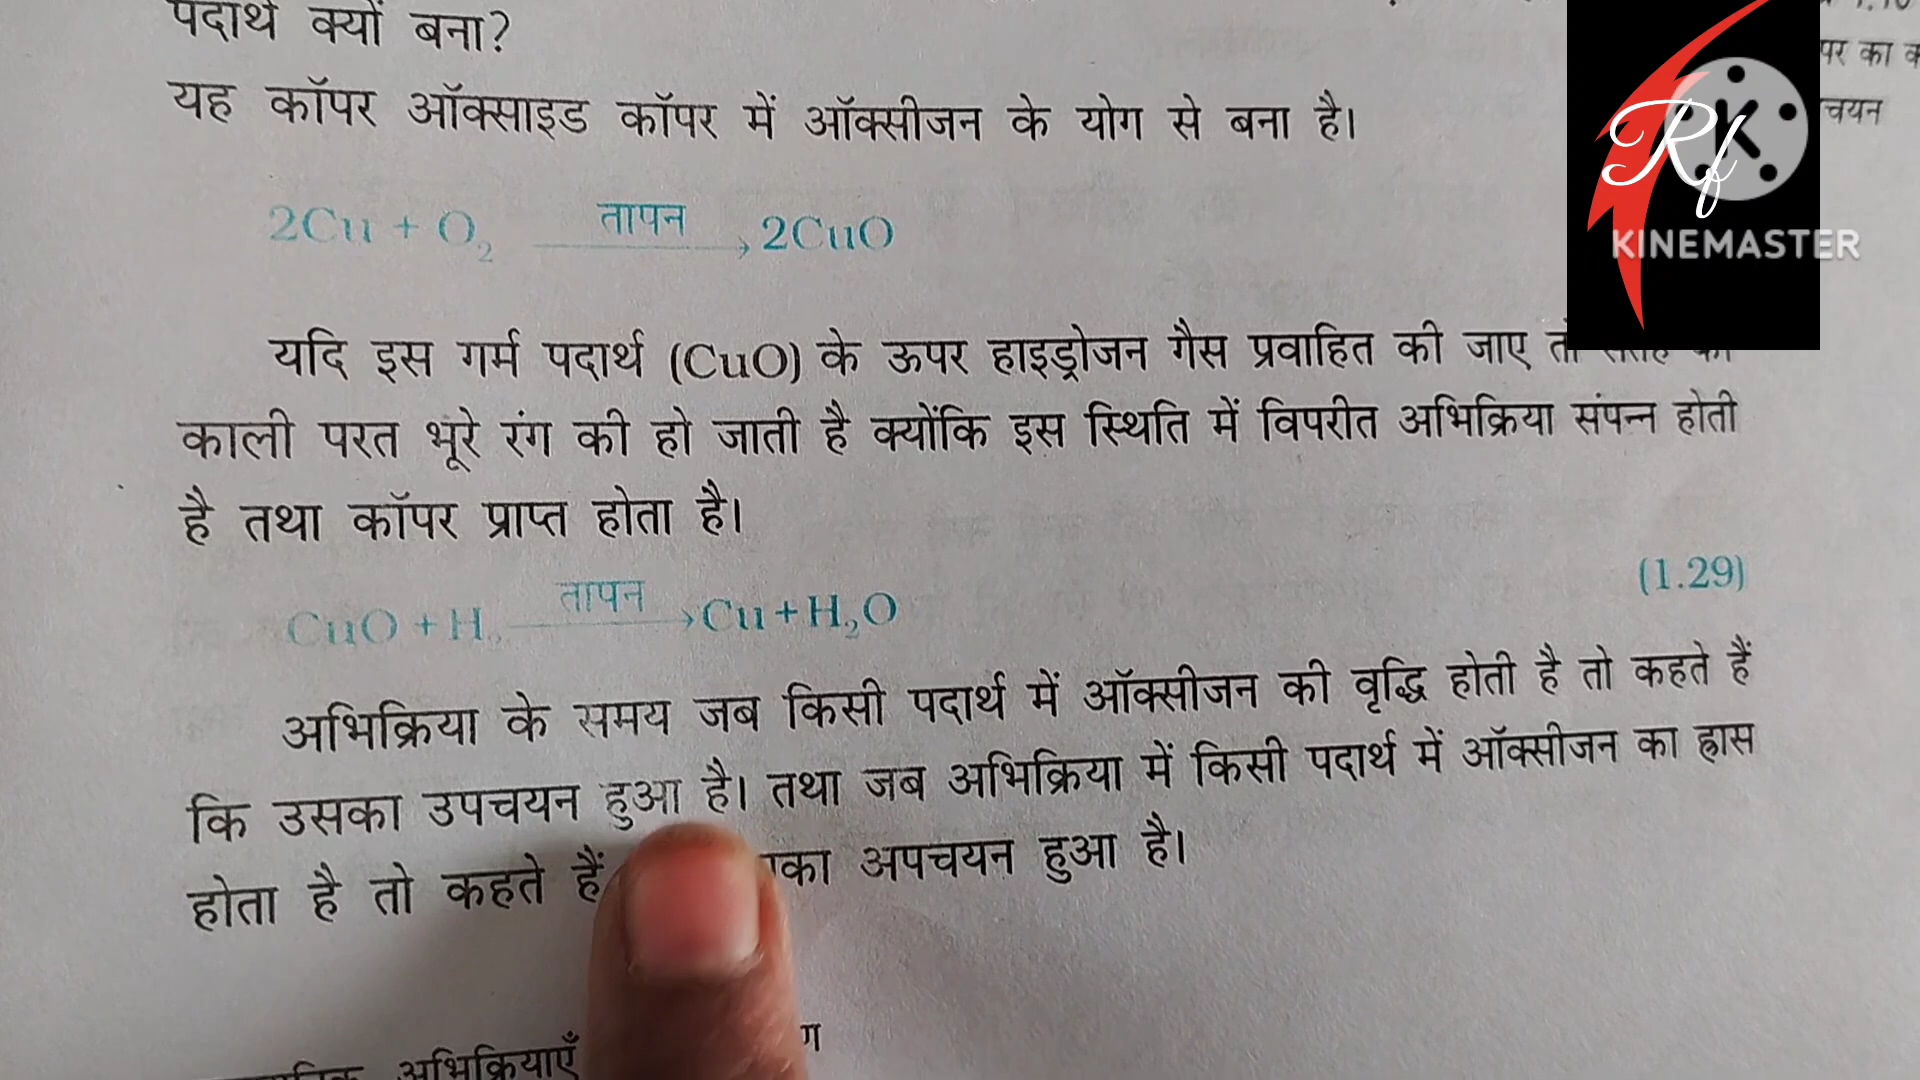 पदार्थ क्यों बना?
यह कॉपर ऑक्साइड कॉपर में ऑक्सीजन के योग से बना है।
पर का
चयन
Rf
KINEMASTER
2Cu + O₂ तापन → 2CuO
यदि इस गर्म पदार्थ (CuO) के ऊपर हाइड्रोजन गैस प्रवाहित की जाए तो
काली परत भूरे रंग की हो जाती है क्योंकि इस स्थिति में विपरीत अभिक्रिया संपन्न होती
है तथा कॉपर प्राप्त होता है।
(1.29)
CuO + H₂ तापन → Cu + H₂O
अभिक्रिया के समय जब किसी पदार्थ में ऑक्सीजन की वृद्धि होती है तो कहते हैं
कि उसका उपचयन हुआ है। तथा जब अभिक्रिया में किसी पदार्थ में ऑक्सीजन का ह्रास
होता है तो कहते हैं का अपचयन हुआ है।
अभिक्रियाएँ